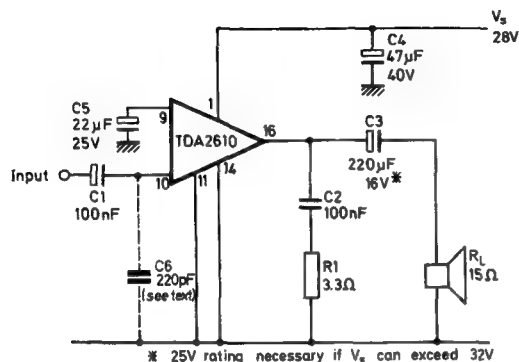 Vs
28V
C4
47µF
40V
C5
22µF
25V
1
9
TDA2610
16
10
11
14
Input
C1
100nF
C3
220µF
16V *
C2
100nF
C6
220pF
(see text)
R1
3.3Ω
RL
15Ω
* 25V rating necessary if Vs can exceed 32V